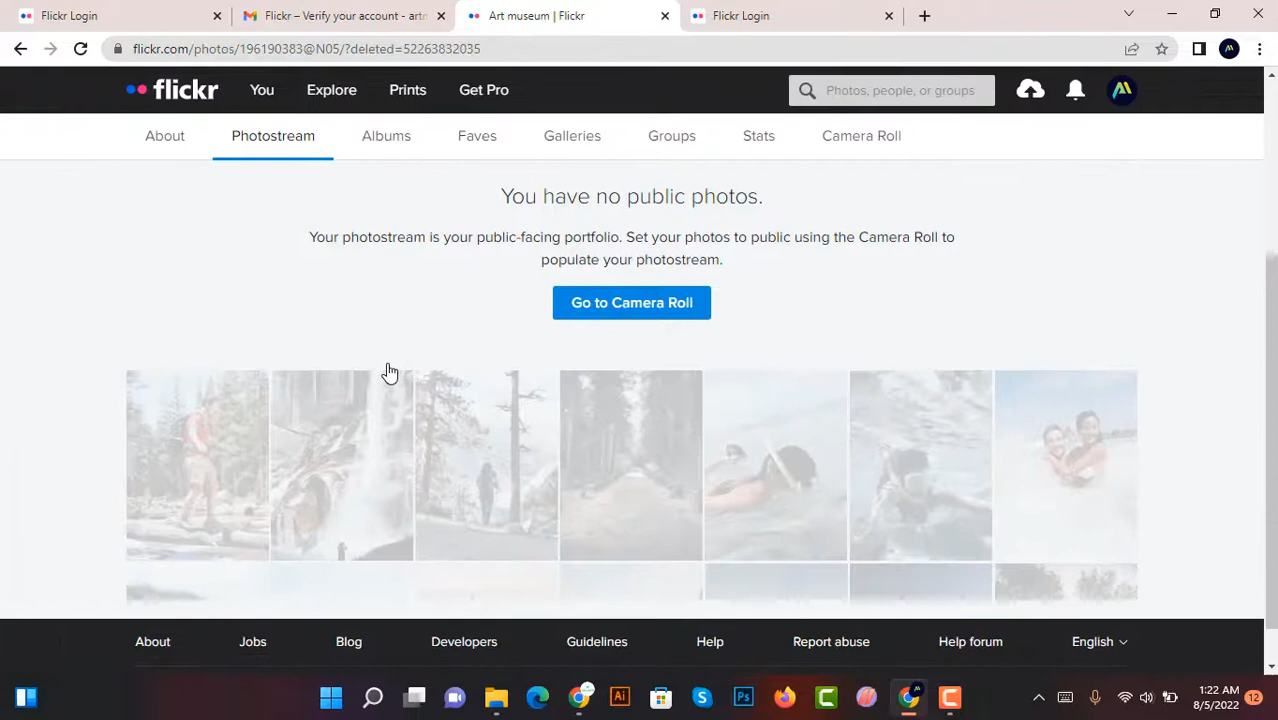 Flickr Login
Flickr – Verify your account - artm
Art museum | Flickr
Flickr Login
flickr.com/photos/196190383@N05/?deleted=52263832035
flickr
You
Explore
Prints
Get Pro
Photos, people, or groups
About
Photostream
Albums
Faves
Galleries
Groups
Stats
Camera Roll
You have no public photos.
Your photostream is your public-facing portfolio. Set your photos to public using the Camera Roll to
populate your photostream.
Go to Camera Roll
About
Jobs
Blog
Developers
Guidelines
Help
Report abuse
Help forum
English
Ai
S
Ps
C
C
1:22 AM
8/5/2022
12